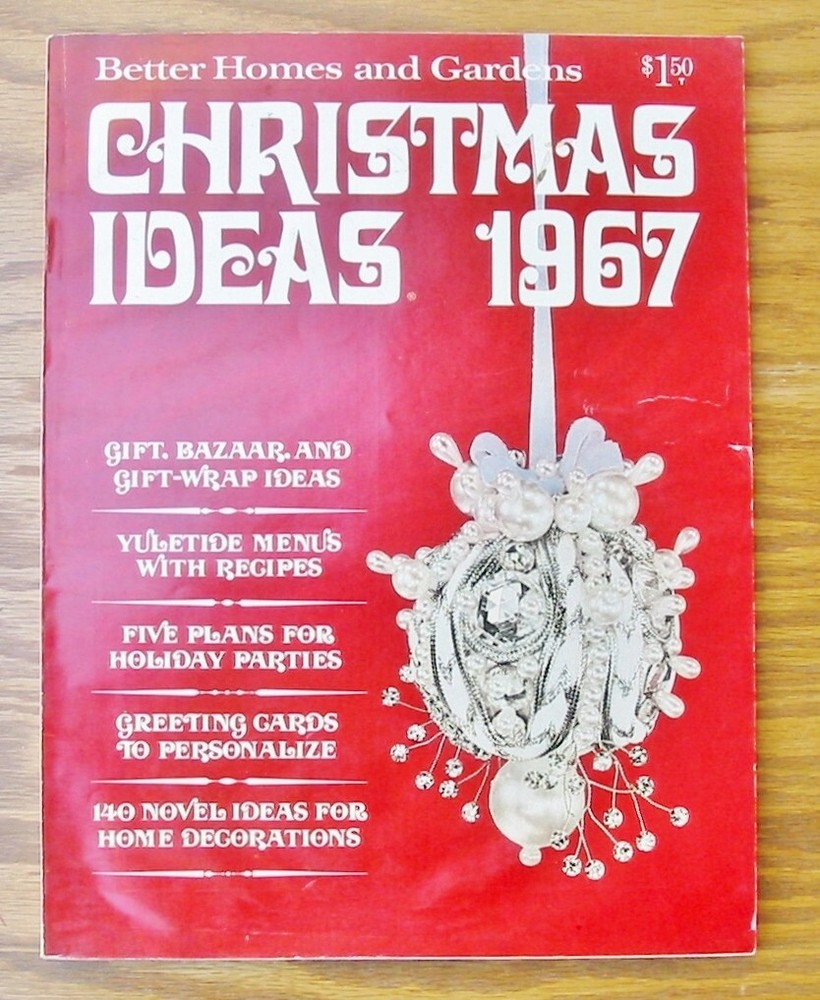 Better Homes and Gardens $1.50
T
CHRISTMAS
IDEAS® 1967
GIFT, BAZAAR, AND
GIFT-WRAP IDEAS
YULETIDE MENUS
WITH RECIPES
FIVE PLANS FOR
HOLIDAY PARTIES
GREETING CARDS
TO PERSONALIZE
140 NOVEL IDEAS FOR
HOME DECORATIONS